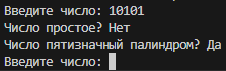 Введите число: 10101
Число простое? Нет
Число пятизначный палиндром? Да
Введите число: